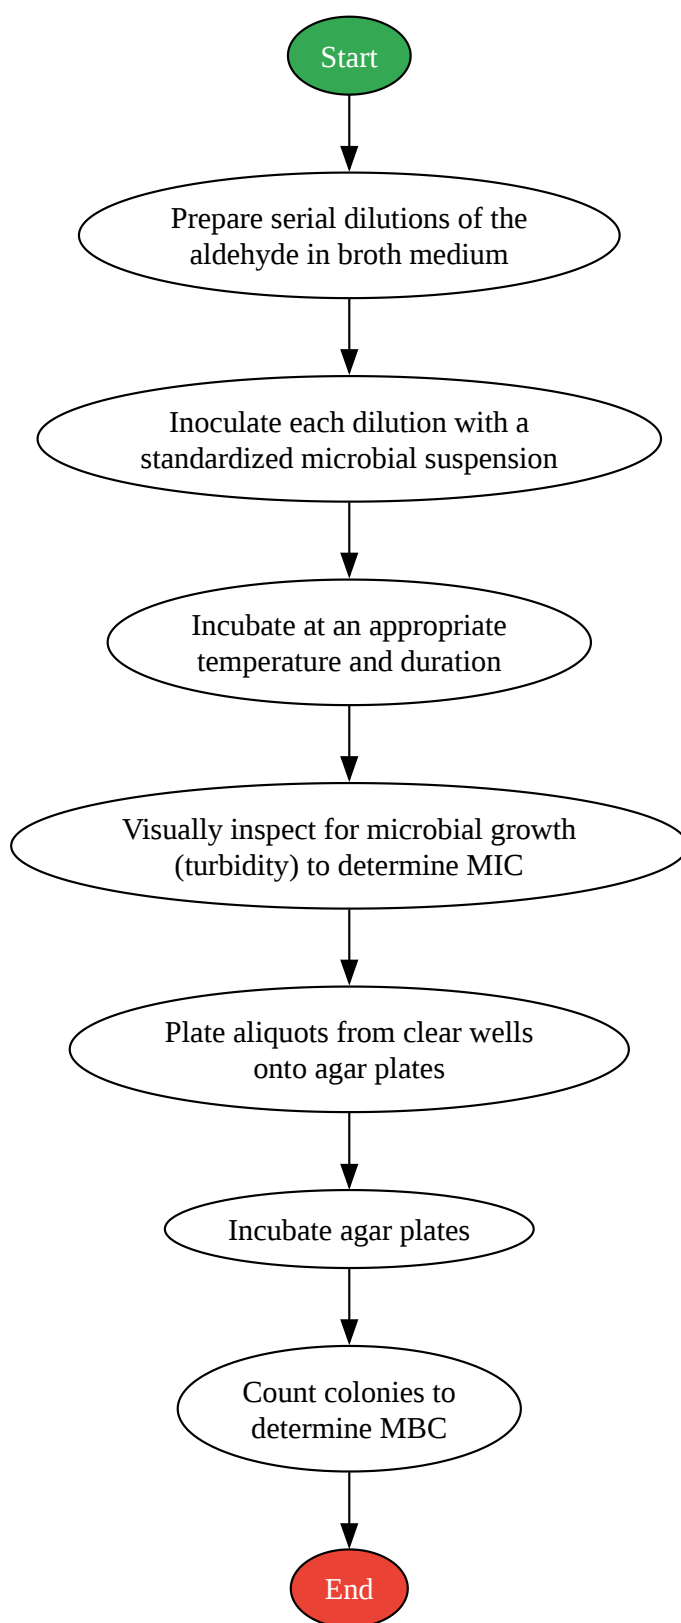 Start
Prepare serial dilutions of the
aldehyde in broth medium
Inoculate each dilution with a
standardized microbial suspension
Incubate at an appropriate
temperature and duration
Visually inspect for microbial growth
(turbidity) to determine MIC
Plate aliquots from clear wells
onto agar plates
Incubate agar plates
Count colonies to
determine MBC
End